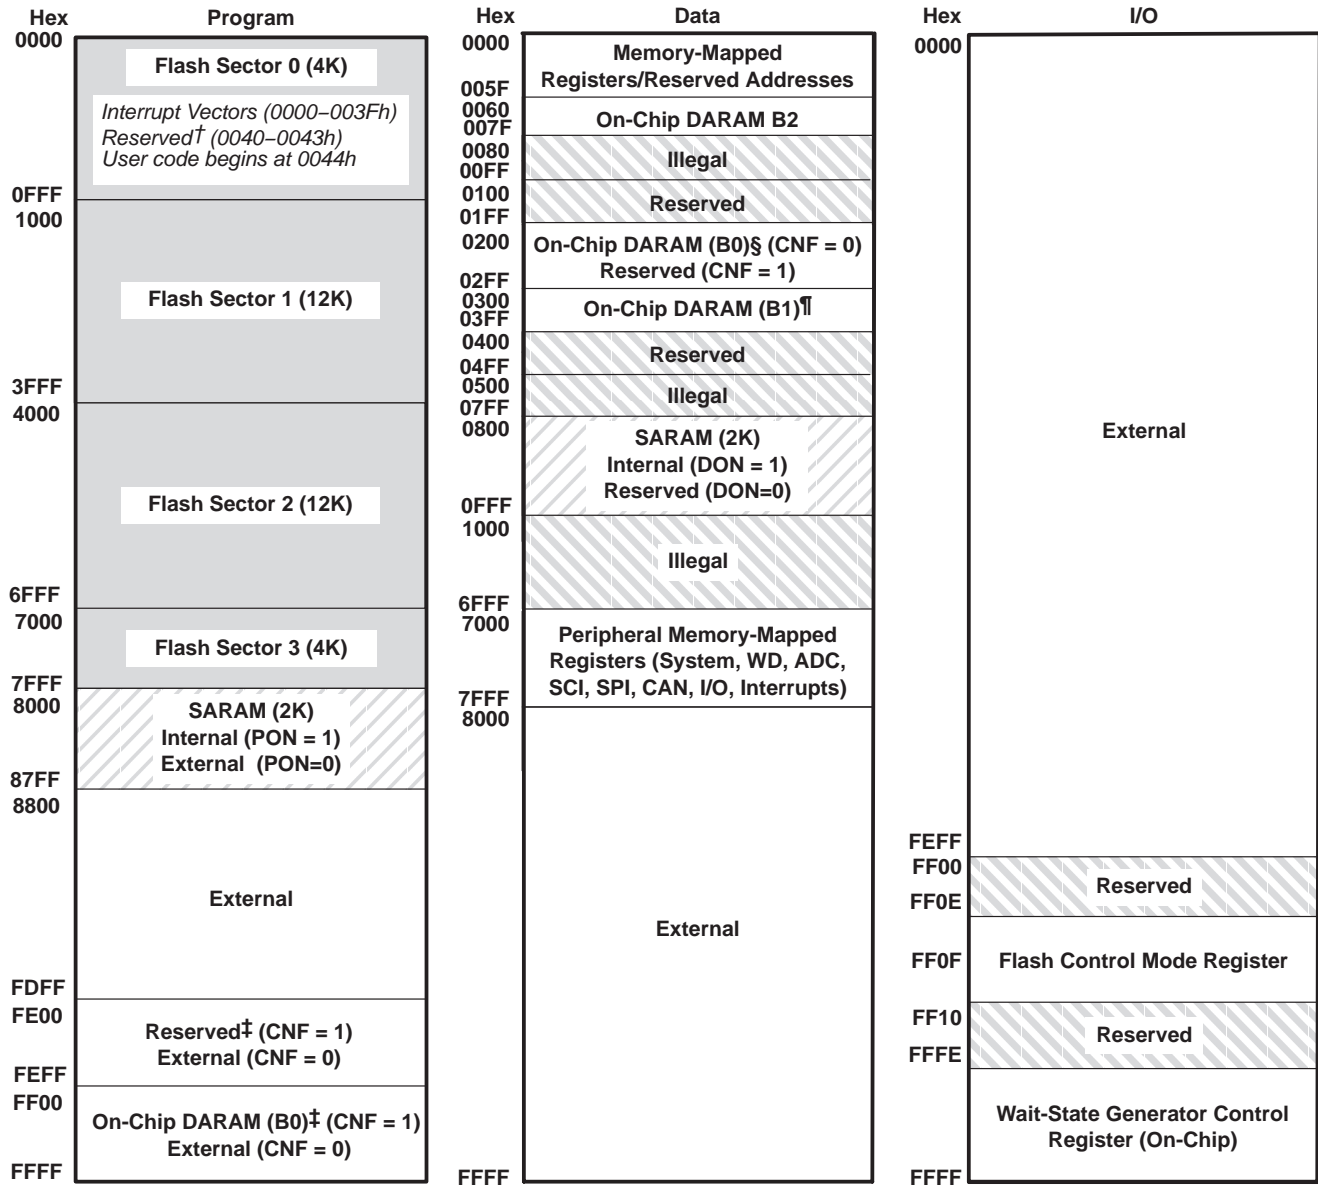 Hex Program
0000
Flash Sector 0 (4K)
Interrupt Vectors (0000–003Fh)
Reserved† (0040–0043h)
User code begins at 0044h
0FFF
1000
Flash Sector 1 (12K)
3FFF
4000
Flash Sector 2 (12K)
6FFF
7000
Flash Sector 3 (4K)
7FFF
8000
SARAM (2K)
Internal (PON = 1)
External (PON=0)
87FF
8800
External
FDFF
FE00
Reserved‡ (CNF = 1)
External (CNF = 0)
FEFF
FF00
On-Chip DARAM (B0)‡ (CNF = 1)
External (CNF = 0)
FFFF
Hex Data
0000
Memory-Mapped
Registers/Reserved Addresses
005F
0060
On-Chip DARAM B2
007F
0080
Illegal
00FF
0100
Reserved
01FF
0200
On-Chip DARAM (B0)§ (CNF = 0)
Reserved (CNF = 1)
02FF
0300
On-Chip DARAM (B1)¶
03FF
0400
Reserved
04FF
0500
Illegal
07FF
0800
SARAM (2K)
Internal (DON = 1)
Reserved (DON=0)
0FFF
1000
Illegal
6FFF
7000
Peripheral Memory-Mapped
Registers (System, WD, ADC,
SCI, SPI, CAN, I/O, Interrupts)
7FFF
8000
External
FFFF
Hex I/O
0000
External
FEFF
FF00
Reserved
FF0E
FF0F Flash Control Mode Register
FF10
Reserved
FFFE
Wait-State Generator Control
Register (On-Chip)
FFFF